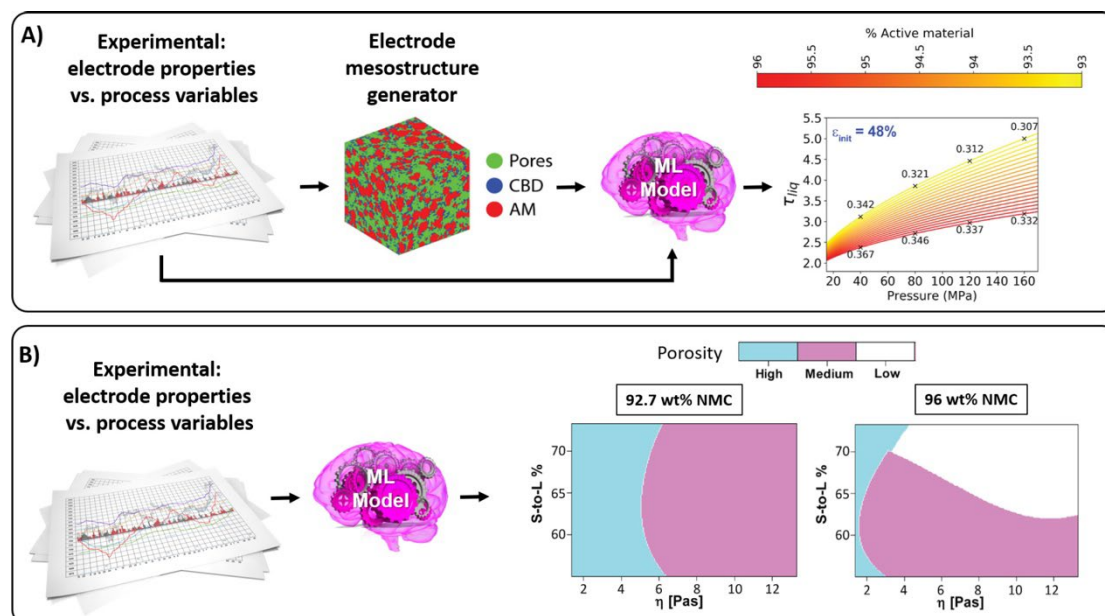 A)
Experimental:
electrode properties
vs. process variables
Electrode
mesostructure
generator
Pores
CBD
AM
ML
Model
% Active material
96
95.5
95
94.5
94
93.5
93
ε_init = 48%
5.5
5.0
4.5
4.0
3.5
3.0
2.5
2.0
τ_liq
0.307
0.312
0.321
0.342
0.332
0.337
0.346
0.367
20 40 60 80 100 120 140 160
Pressure (MPa)
B)
Experimental:
electrode properties
vs. process variables
ML
Model
Porosity
High Medium Low
92.7 wt% NMC
96 wt% NMC
S-to-L %
70
65
60
2 4 6 8 10 12
η [Pas]
S-to-L %
70
65
60
2 4 6 8 10 12
η [Pas]